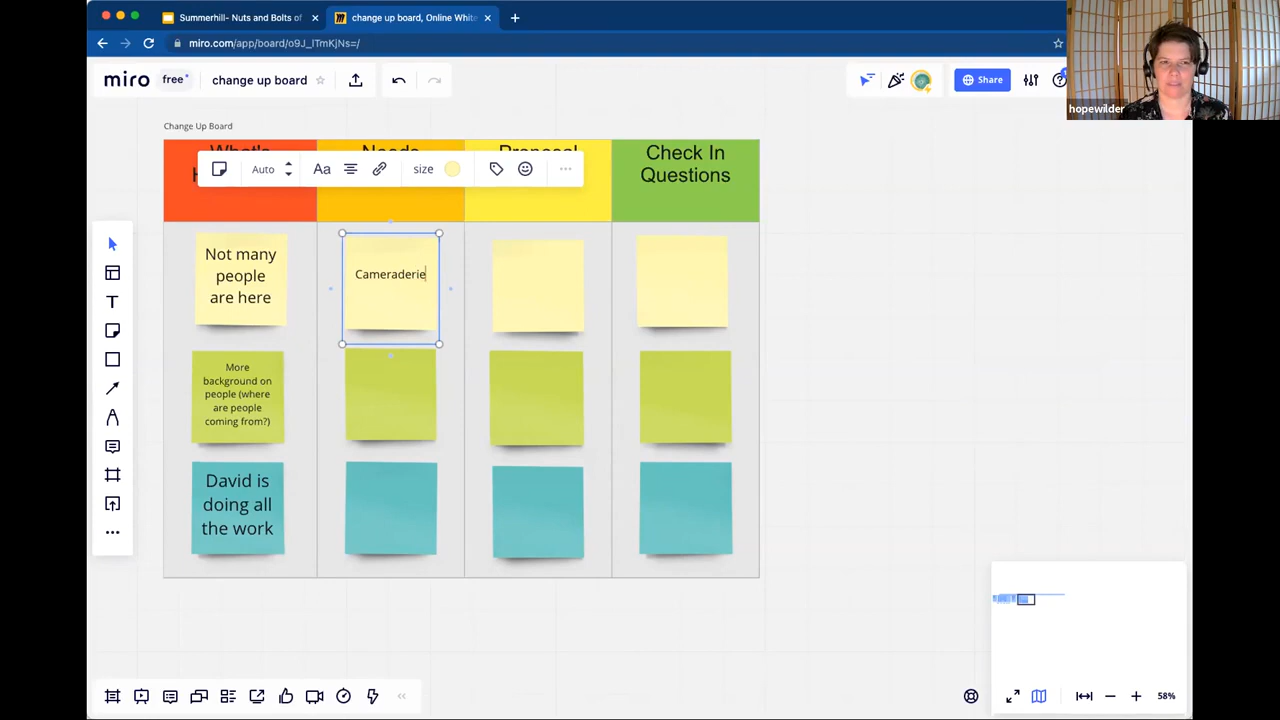 Summerhill- Nuts and Bolts of
change up board, Online White
miro.com/app/board/o9J_lTmKjNs=/
miro free
change up board
Share
hopewilder
Change Up Board
Needs
Proposal
Check In
Questions
Auto
Aa
size
Not many
people
are here
Cameraderie
More
background on
people (where
are people
coming from?)
David is
doing all
the work
58%